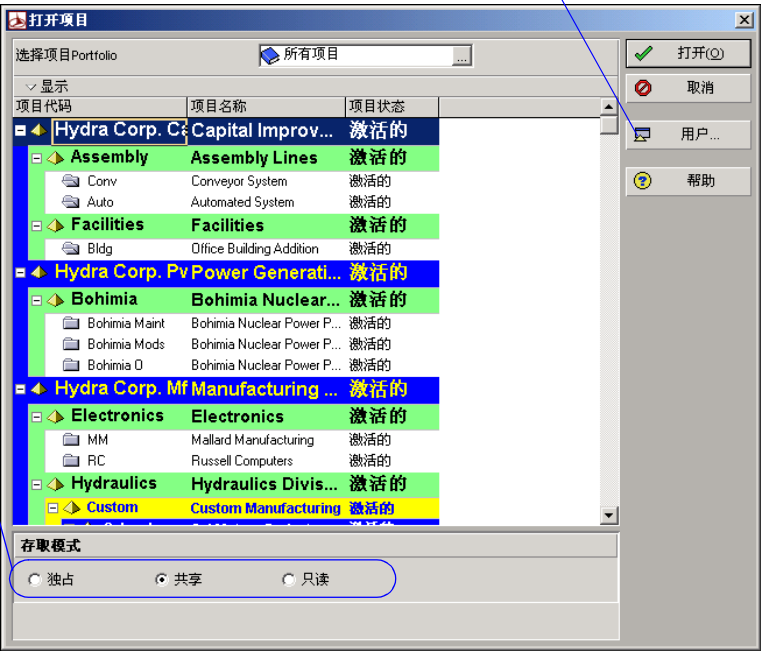 打开项目
选择项目Portfolio 所有项目 ...
打开(O)
取消
用户...
帮助
显示
项目代码 项目名称 项目状态
Hydra Corp. Ca Capital Improv... 激活的
Assembly Assembly Lines 激活的
Conv Conveyor System 激活的
Auto Automated System 激活的
Facilities Facilities 激活的
Bldg Office Building Addition 激活的
Hydra Corp. Pv Power Generati... 激活的
Bohimia Bohimia Nuclear... 激活的
Bohimia Maint Bohimia Nuclear Power P... 激活的
Bohimia Mods Bohimia Nuclear Power P... 激活的
Bohimia O Bohimia Nuclear Power P... 激活的
Hydra Corp. Mf Manufacturing ... 激活的
Electronics Electronics 激活的
MM Mallard Manufacturing 激活的
RC Russell Computers 激活的
Hydraulics Hydraulics Divis... 激活的
Custom Custom Manufacturing 激活的
存取模式
独占 共享 只读